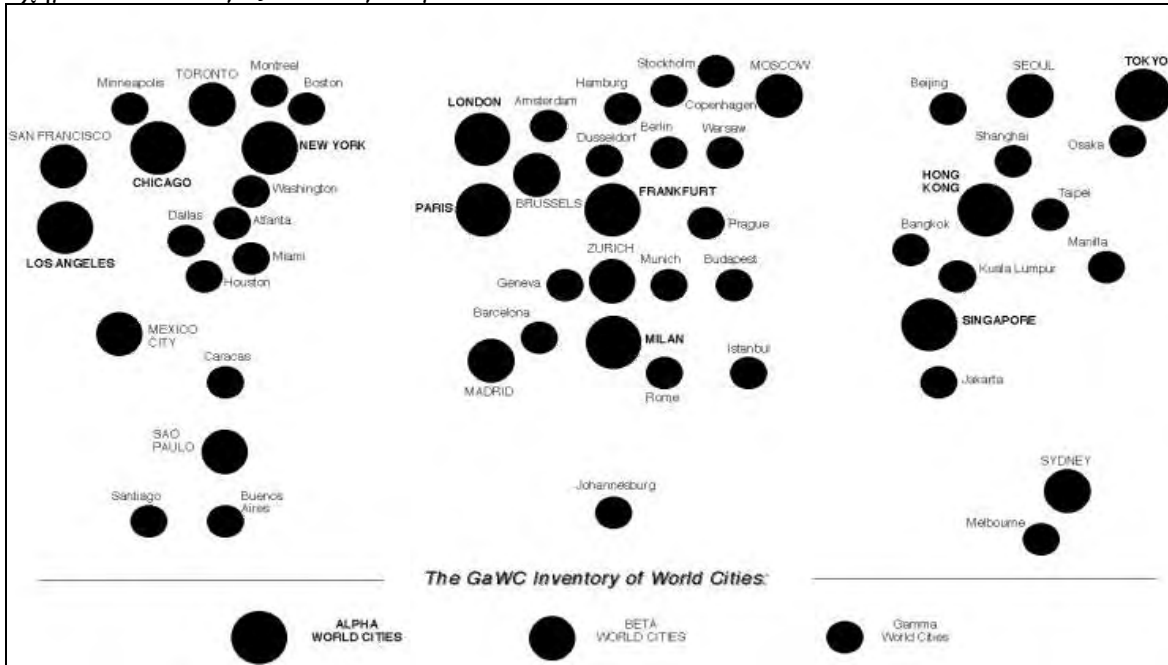 Minneapolis
TORONTO
Montreal
Boston
SAN FRANCISCO
CHICAGO
NEW YORK
Washington
LOS ANGELES
Dallas
Atlanta
Miami
Houston
MEXICO
CITY
Caracas
SAO
PAULO
Santiago
Buenos
Aires
LONDON
Amsterdam
Hamburg
Stockholm
Copenhagen
MOSCOW
Dusseldorf
Berlin
Warsaw
PARIS
BRUSSELS
FRANKFURT
Prague
ZURICH
Geneva
Munich
Budapest
Barcelona
MILAN
MADRID
Rome
Istanbul
Johannesburg
Beijing
SEOUL
TOKYO
Shanghai
Osaka
HONG
KONG
Taipei
Bangkok
Manilla
Kuala Lumpur
SINGAPORE
Jakarta
SYDNEY
Melbourne
The GaWC Inventory of World Cities:
ALPHA
WORLD CITIES
BETA
WORLD CITIES
Gamma
World Cities